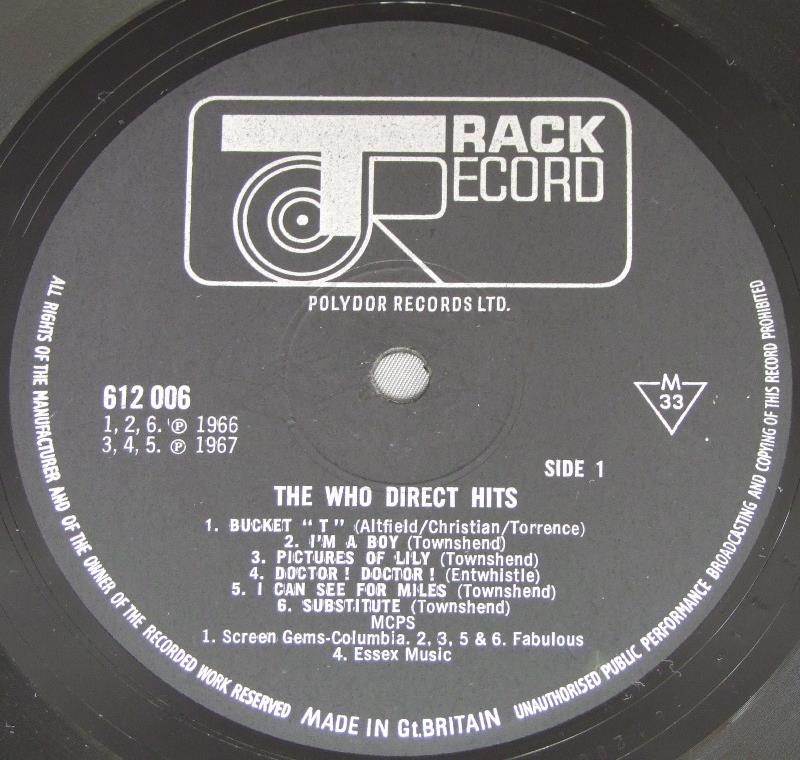 TRACK
RECORD
POLYDOR RECORDS LTD.
612 006
1, 2, 6. ℗ 1966
3, 4, 5. ℗ 1967
M
33
SIDE 1
THE WHO DIRECT HITS
1. BUCKET "T" (Altfield/Christian/Torrence)
2. I'M A BOY (Townshend)
3. PICTURES OF LILY (Townshend)
4. DOCTOR! DOCTOR! (Entwhistle)
5. I CAN SEE FOR MILES (Townshend)
6. SUBSTITUTE (Townshend)
MCPS
1. Screen Gems-Columbia. 2, 3, 5 & 6. Fabulous
4. Essex Music
ALL RIGHTS OF THE MANUFACTURER AND OF THE OWNER OF THE RECORDED WORK RESERVED
MADE IN Gt.BRITAIN
UNAUTHORISED PUBLIC PERFORMANCE BROADCASTING AND COPYING OF THIS RECORD PROHIBITED